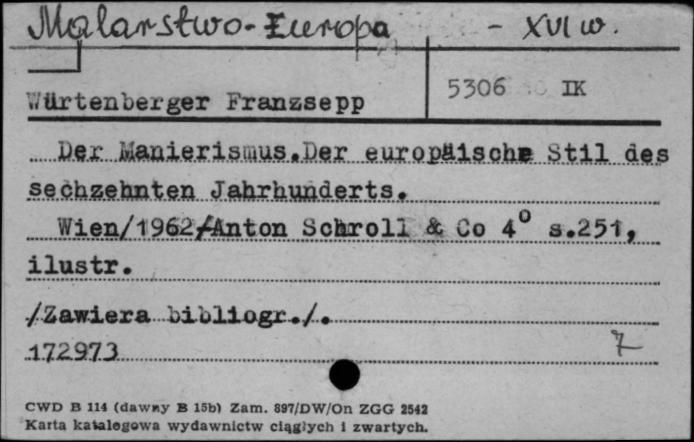 Malarstwo-Europa - XVI w.
Würtenberger Franzsepp
5306 IK
Der Manierismus.Der europäische Stil des
sechzehnten Jahrhunderts.
Wien/1962/Anton Schroll & Co 4° s.251,
ilustr.
/Zawiera bibliogr./.
172973 7
CWD B 114 (dawny B 15b) Zam. 897/DW/On ZGG 2542
Karta katalogowa wydawnictw ciągłych i zwartych.